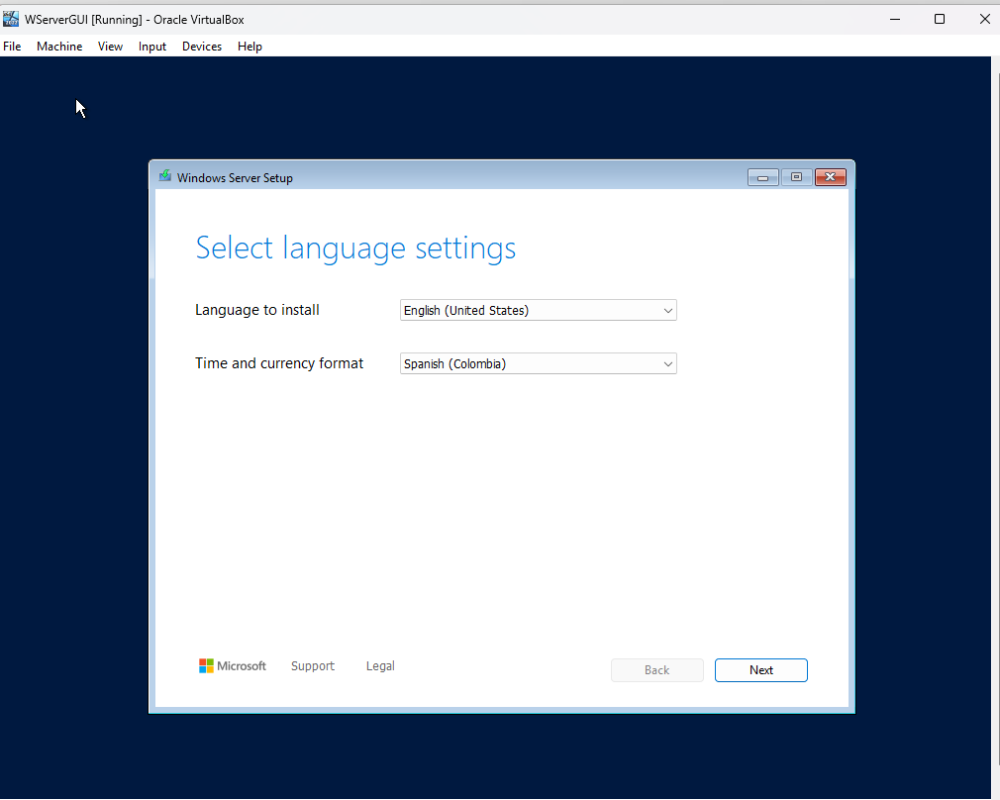 WServerGUI [Running] - Oracle VirtualBox
File Machine View Input Devices Help
Windows Server Setup
Select language settings
Language to install English (United States)
Time and currency format Spanish (Colombia)
Microsoft Support Legal Back Next